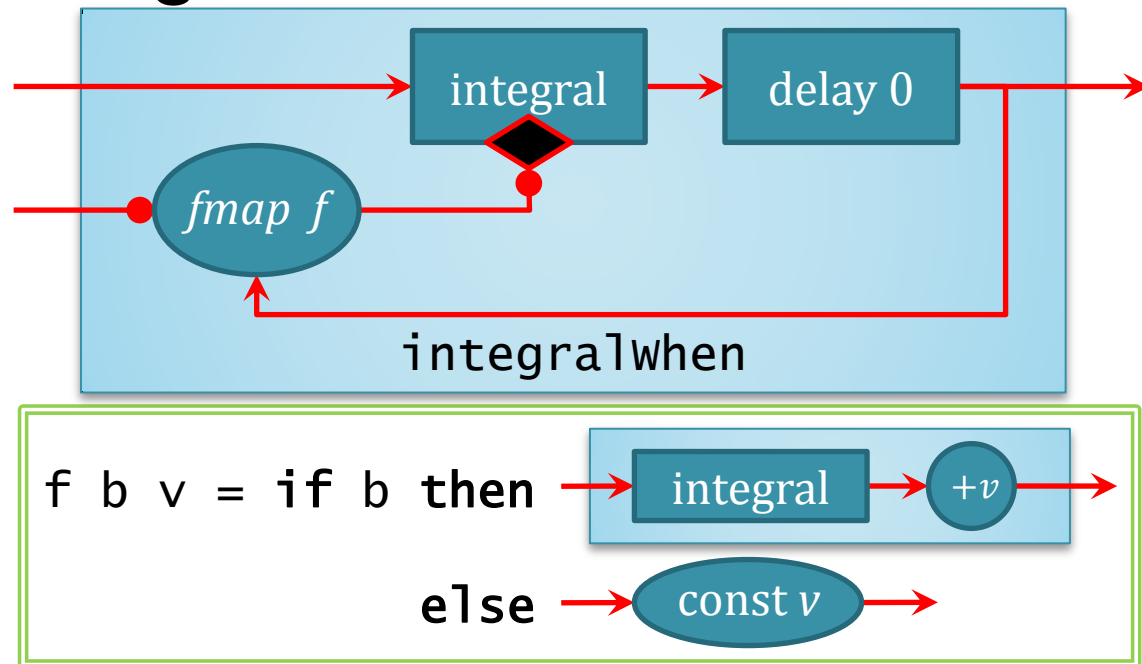 integral delay 0
fmap f
integralWhen
f b v = if b then integral +v
else const v